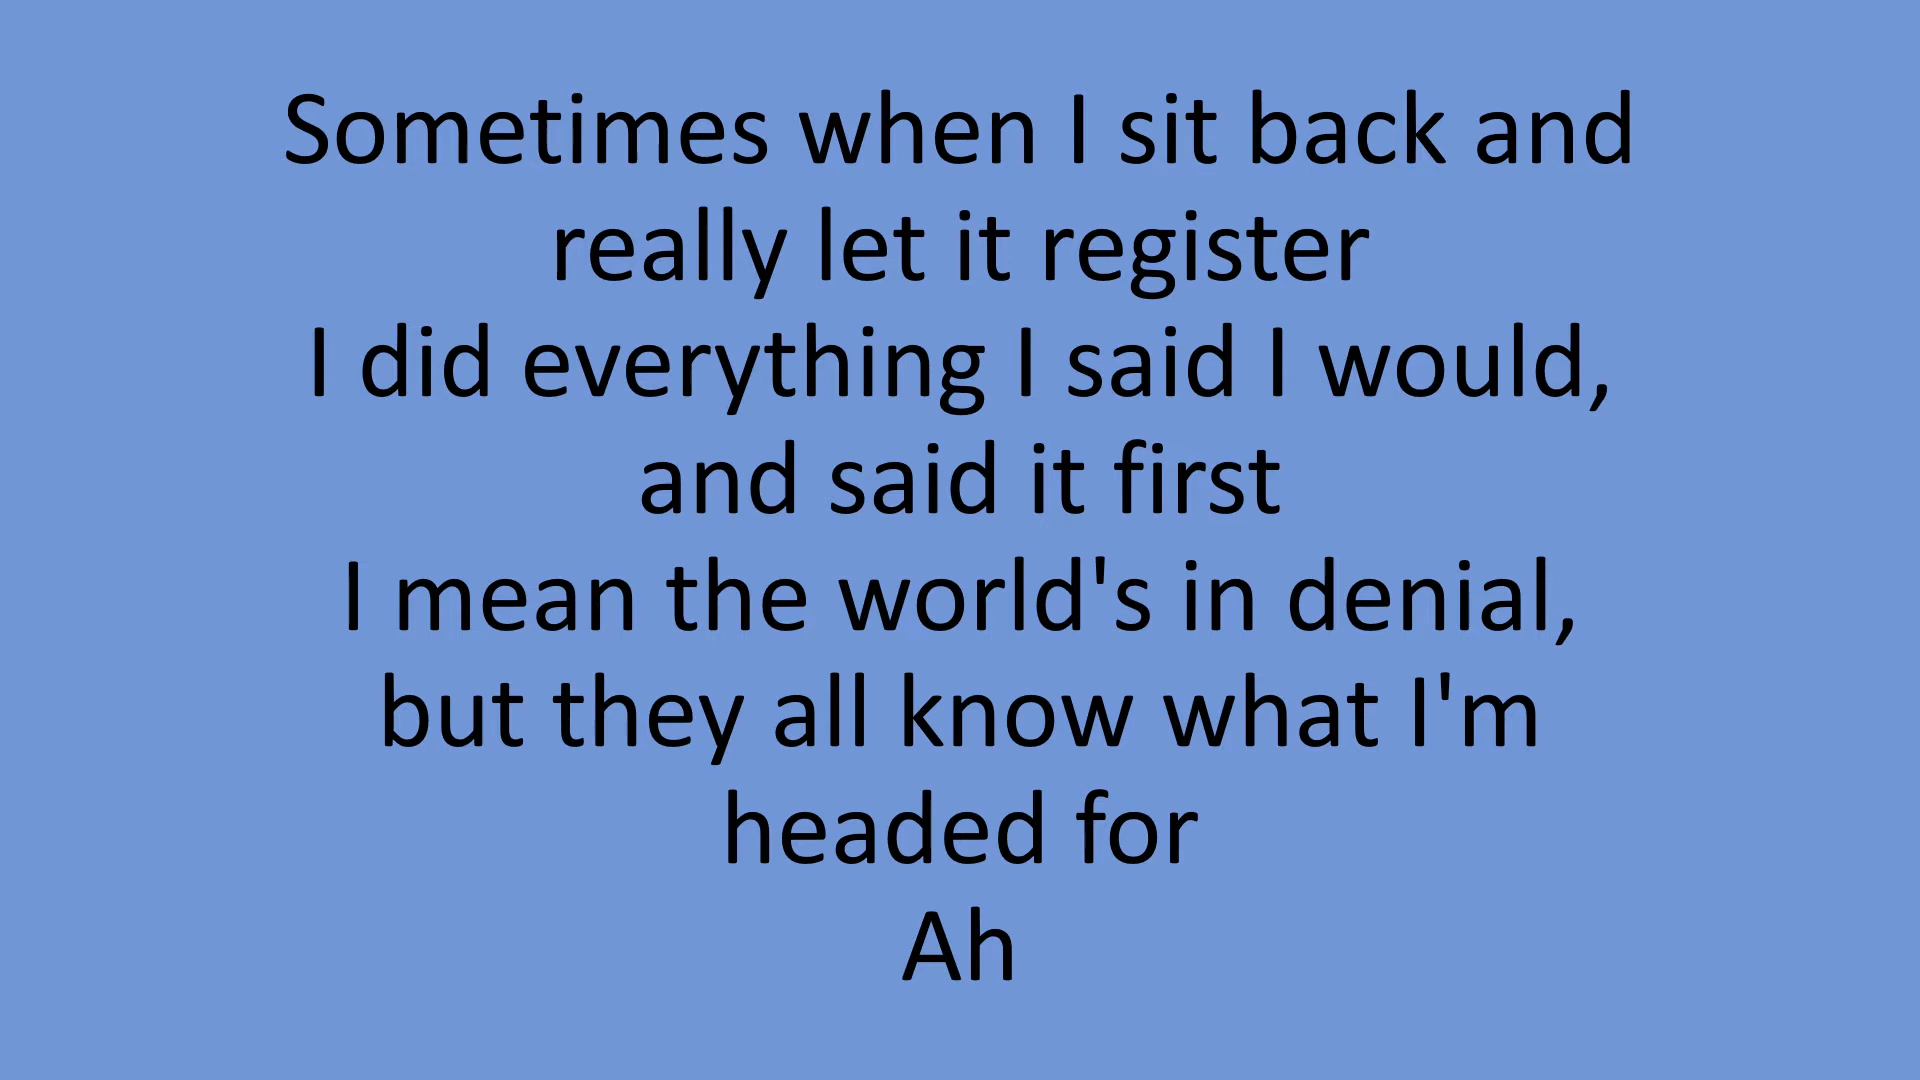 Sometimes when I sit back and
really let it register
I did everything I said I would,
and said it first
I mean the world's in denial,
but they all know what I'm
headed for
Ah